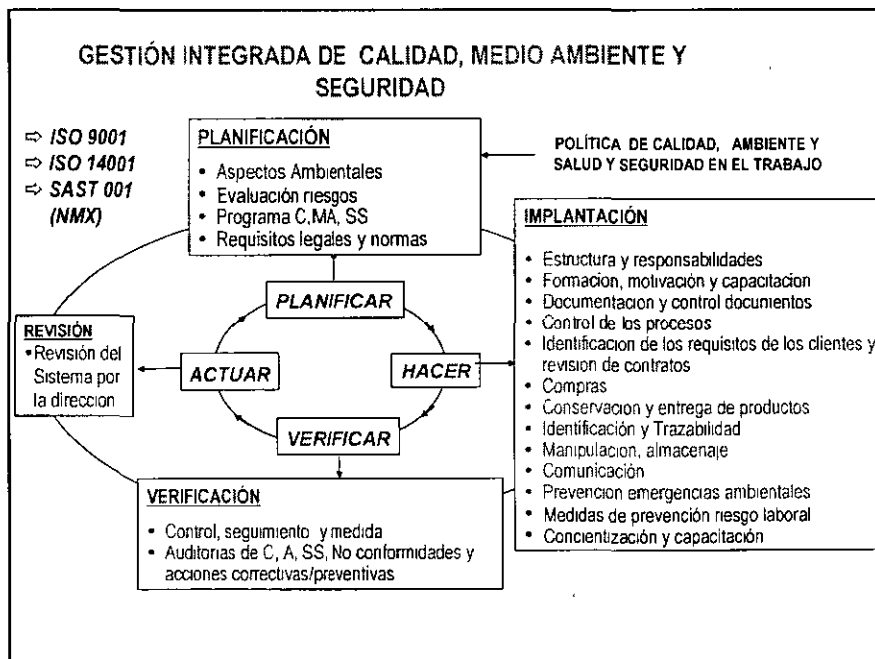 GESTIÓN INTEGRADA DE CALIDAD, MEDIO AMBIENTE Y
SEGURIDAD
⇨ ISO 9001
⇨ ISO 14001
⇨ SAST 001
(NMX)
PLANIFICACIÓN
• Aspectos Ambientales
• Evaluación riesgos
• Programa C,MA, SS
• Requisitos legales y normas
POLÍTICA DE CALIDAD, AMBIENTE Y
SALUD Y SEGURIDAD EN EL TRABAJO
IMPLANTACIÓN
• Estructura y responsabilidades
• Formacion, motivación y capacitacion
• Documentacion y control documentos
• Control de los procesos
• Identificacion de los requisitos de los clientes y
revision de contratos
• Compras
• Conservacion y entrega de productos
• Identificación y Trazabilidad
• Manipulacion, almacenaje
• Comunicación
• Prevencion emergencias ambientales
• Medidas de prevención riesgo laboral
• Concientización y capacitación
PLANIFICAR
HACER
VERIFICAR
ACTUAR
REVISIÓN
• Revisión del
Sistema por
la direccion
VERIFICACIÓN
• Control, seguimiento y medida
• Auditorias de C, A, SS, No conformidades y
acciones correctivas/preventivas